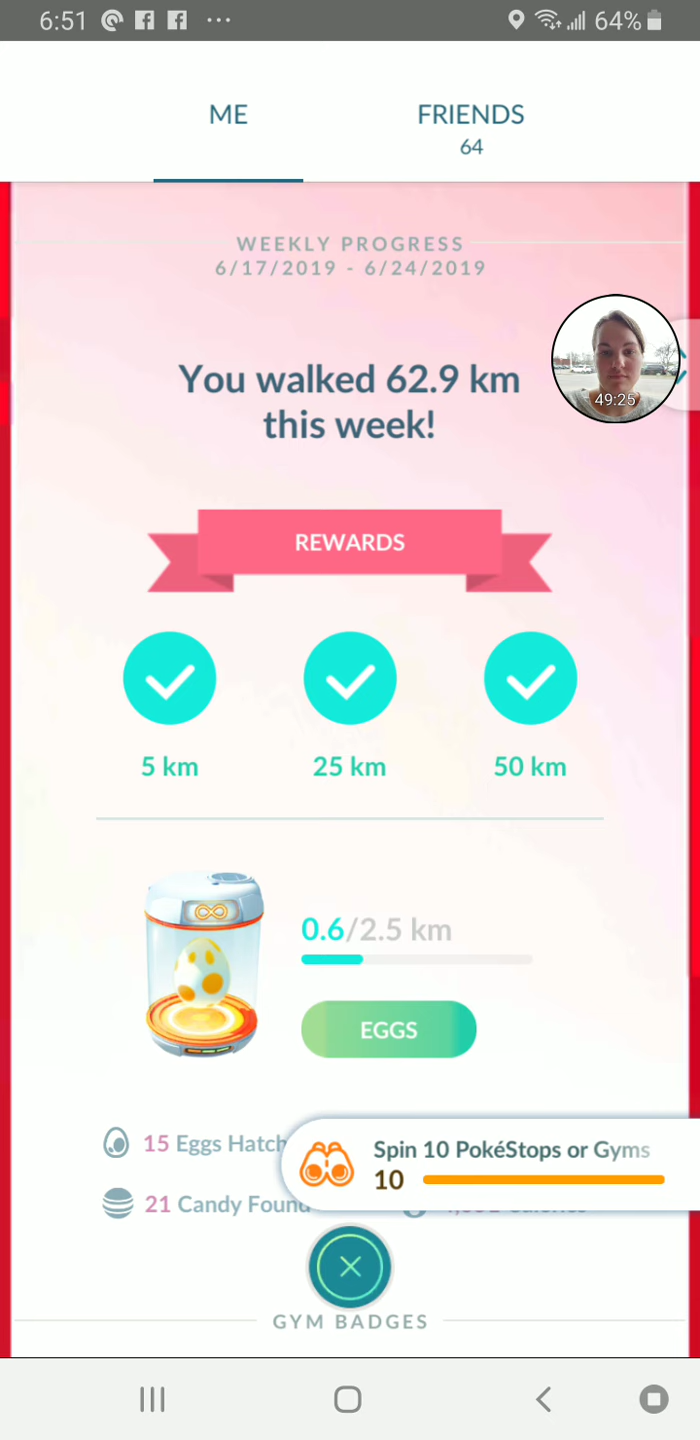 6:51 64%
ME FRIENDS
64
WEEKLY PROGRESS
6/17/2019 - 6/24/2019
You walked 62.9 km
this week!
49:25
REWARDS
5 km 25 km 50 km
0.6/2.5 km
EGGS
15 Eggs Hatch
Spin 10 PokéStops or Gyms
10
21 Candy Found
GYM BADGES